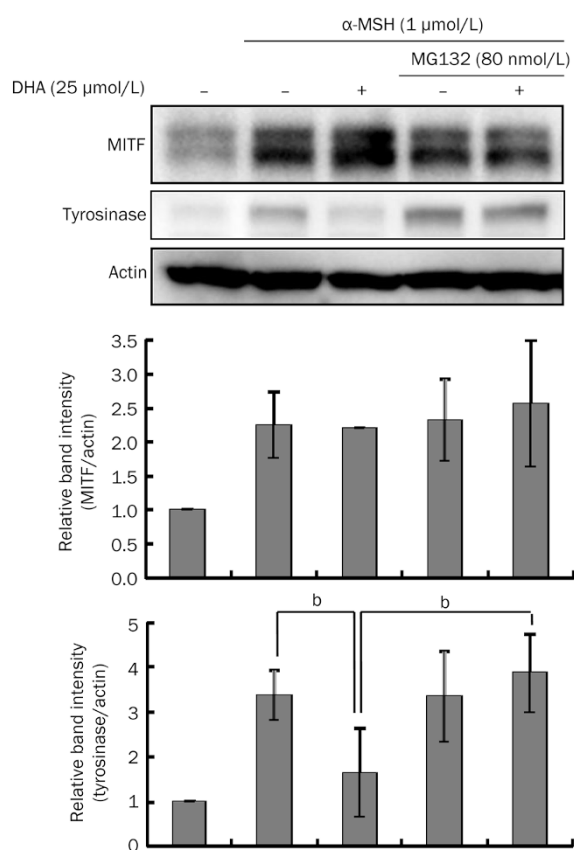 α-MSH (1 µmol/L)
MG132 (80 nmol/L)
DHA (25 µmol/L) – – + – +
MITF
Tyrosinase
Actin
Relative band intensity
(MITF/actin)
3.5
3.0
2.5
2.0
1.5
1.0
0.5
0.0
b b
Relative band intensity
(tyrosinase/actin)
5
4
3
2
1
0